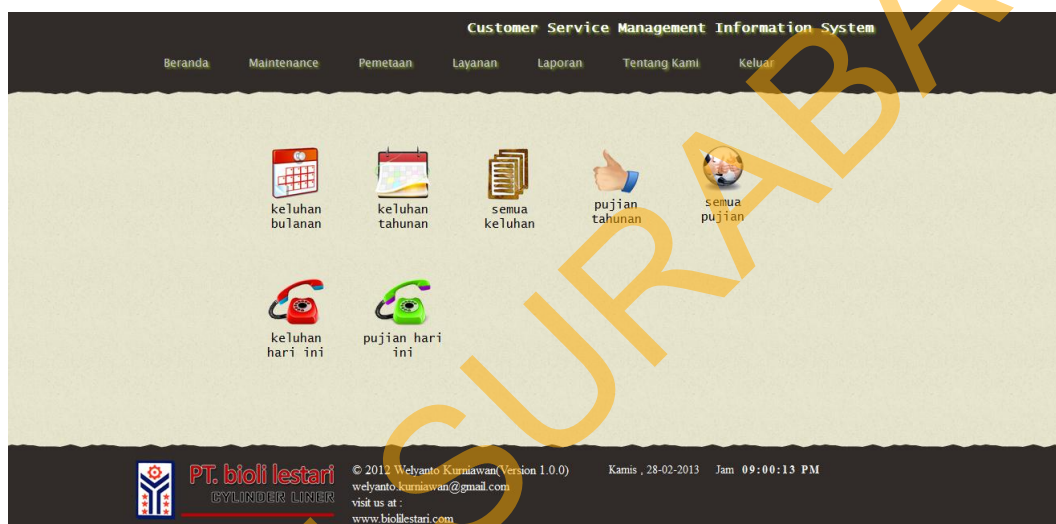 Customer Service Management Information System
Beranda Maintenance Pemetaan Layanan Laporan Tentang Kami Keluar
keluhan
bulanan
keluhan
tahunan
semua
keluhan
pujian
tahunan
semua
pujian
keluhan
hari ini
pujian hari
ini
PT. bioli lestari
CYLINDER LINER
© 2012 Welyanto Kurniawan(Version 1.0.0)
welyanto.kurniawan@gmail.com
visit us at :
www.biolilestari.com
Kamis , 28-02-2013 Jam 09:00:13 PM
SURABA